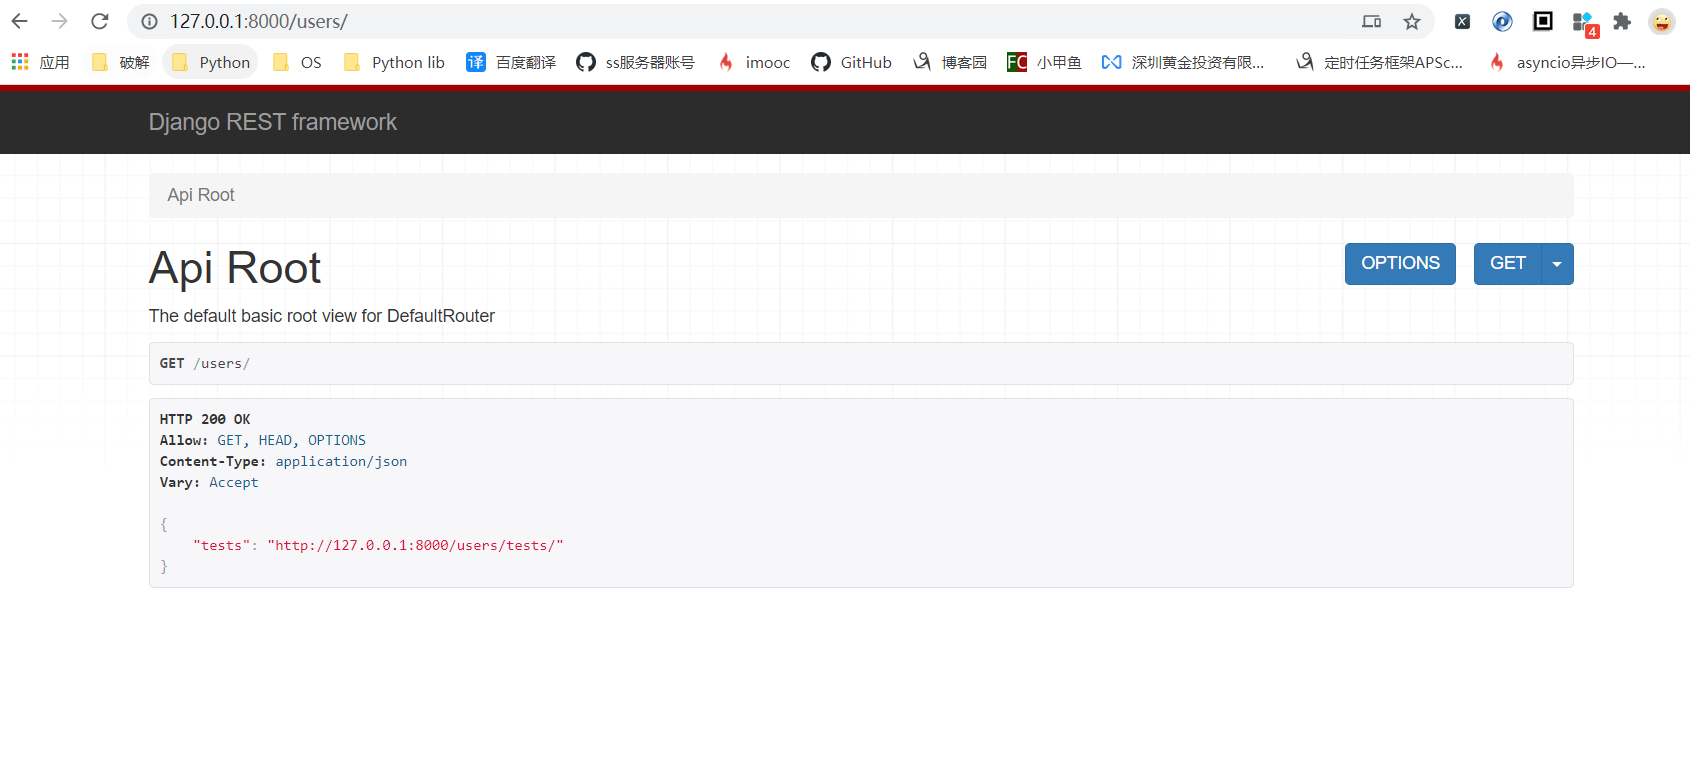 127.0.0.1:8000/users/
4
应用 破解 Python OS Python lib 译 百度翻译 ss服务器账号 imooc GitHub 博客园 FC 小甲鱼 深圳黄金投资有限... 定时任务框架APSc... asyncio异步IO—...
Django REST framework
Api Root
Api Root
OPTIONS GET
The default basic root view for DefaultRouter
GET /users/
HTTP 200 OK
Allow: GET, HEAD, OPTIONS
Content-Type: application/json
Vary: Accept
{
"tests": "http://127.0.0.1:8000/users/tests/"
}